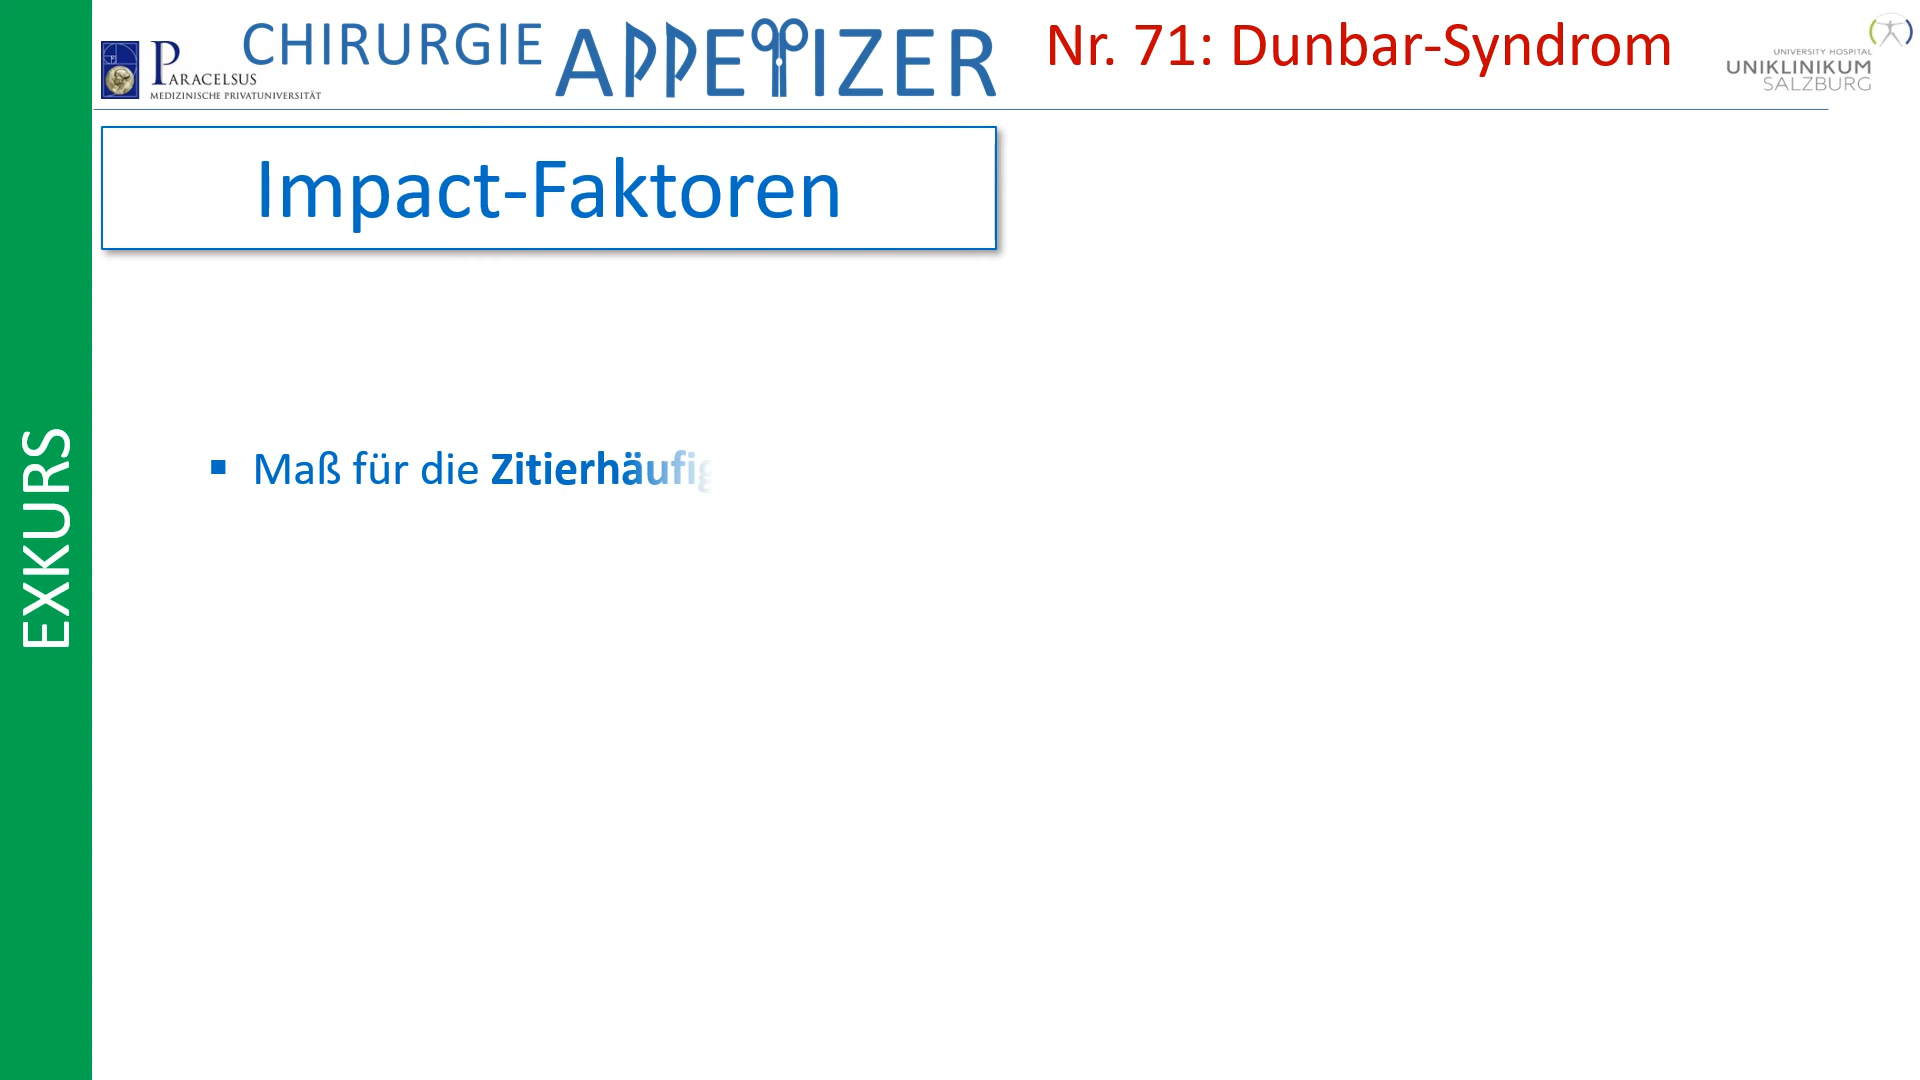 CHIRURGIE APPETIZER
Nr. 71: Dunbar-Syndrom
PARACELSUS
MEDIZINISCHE PRIVATUNIVERSITÄT
UNIVERSITY HOSPITAL
UNIKLINIKUM
SALZBURG
Impact-Faktoren
EXKURS
▪ Maß für die Zitierhäufig